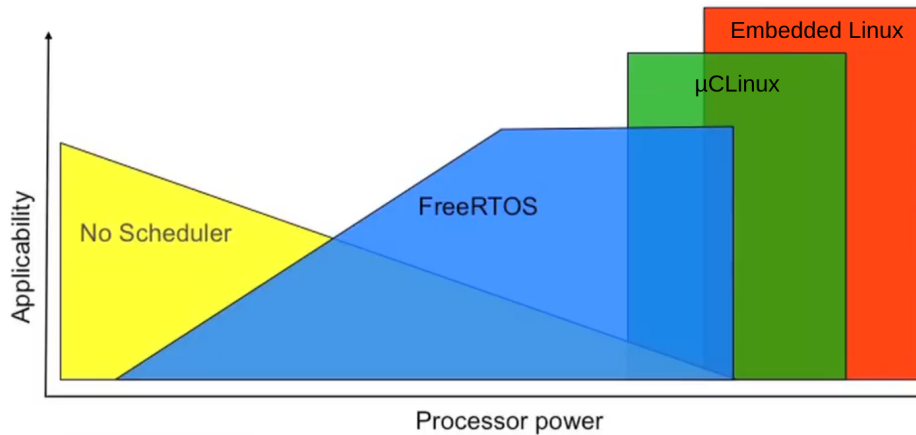 Embedded Linux
µCLinux
FreeRTOS
No Scheduler
Applicability
Processor power